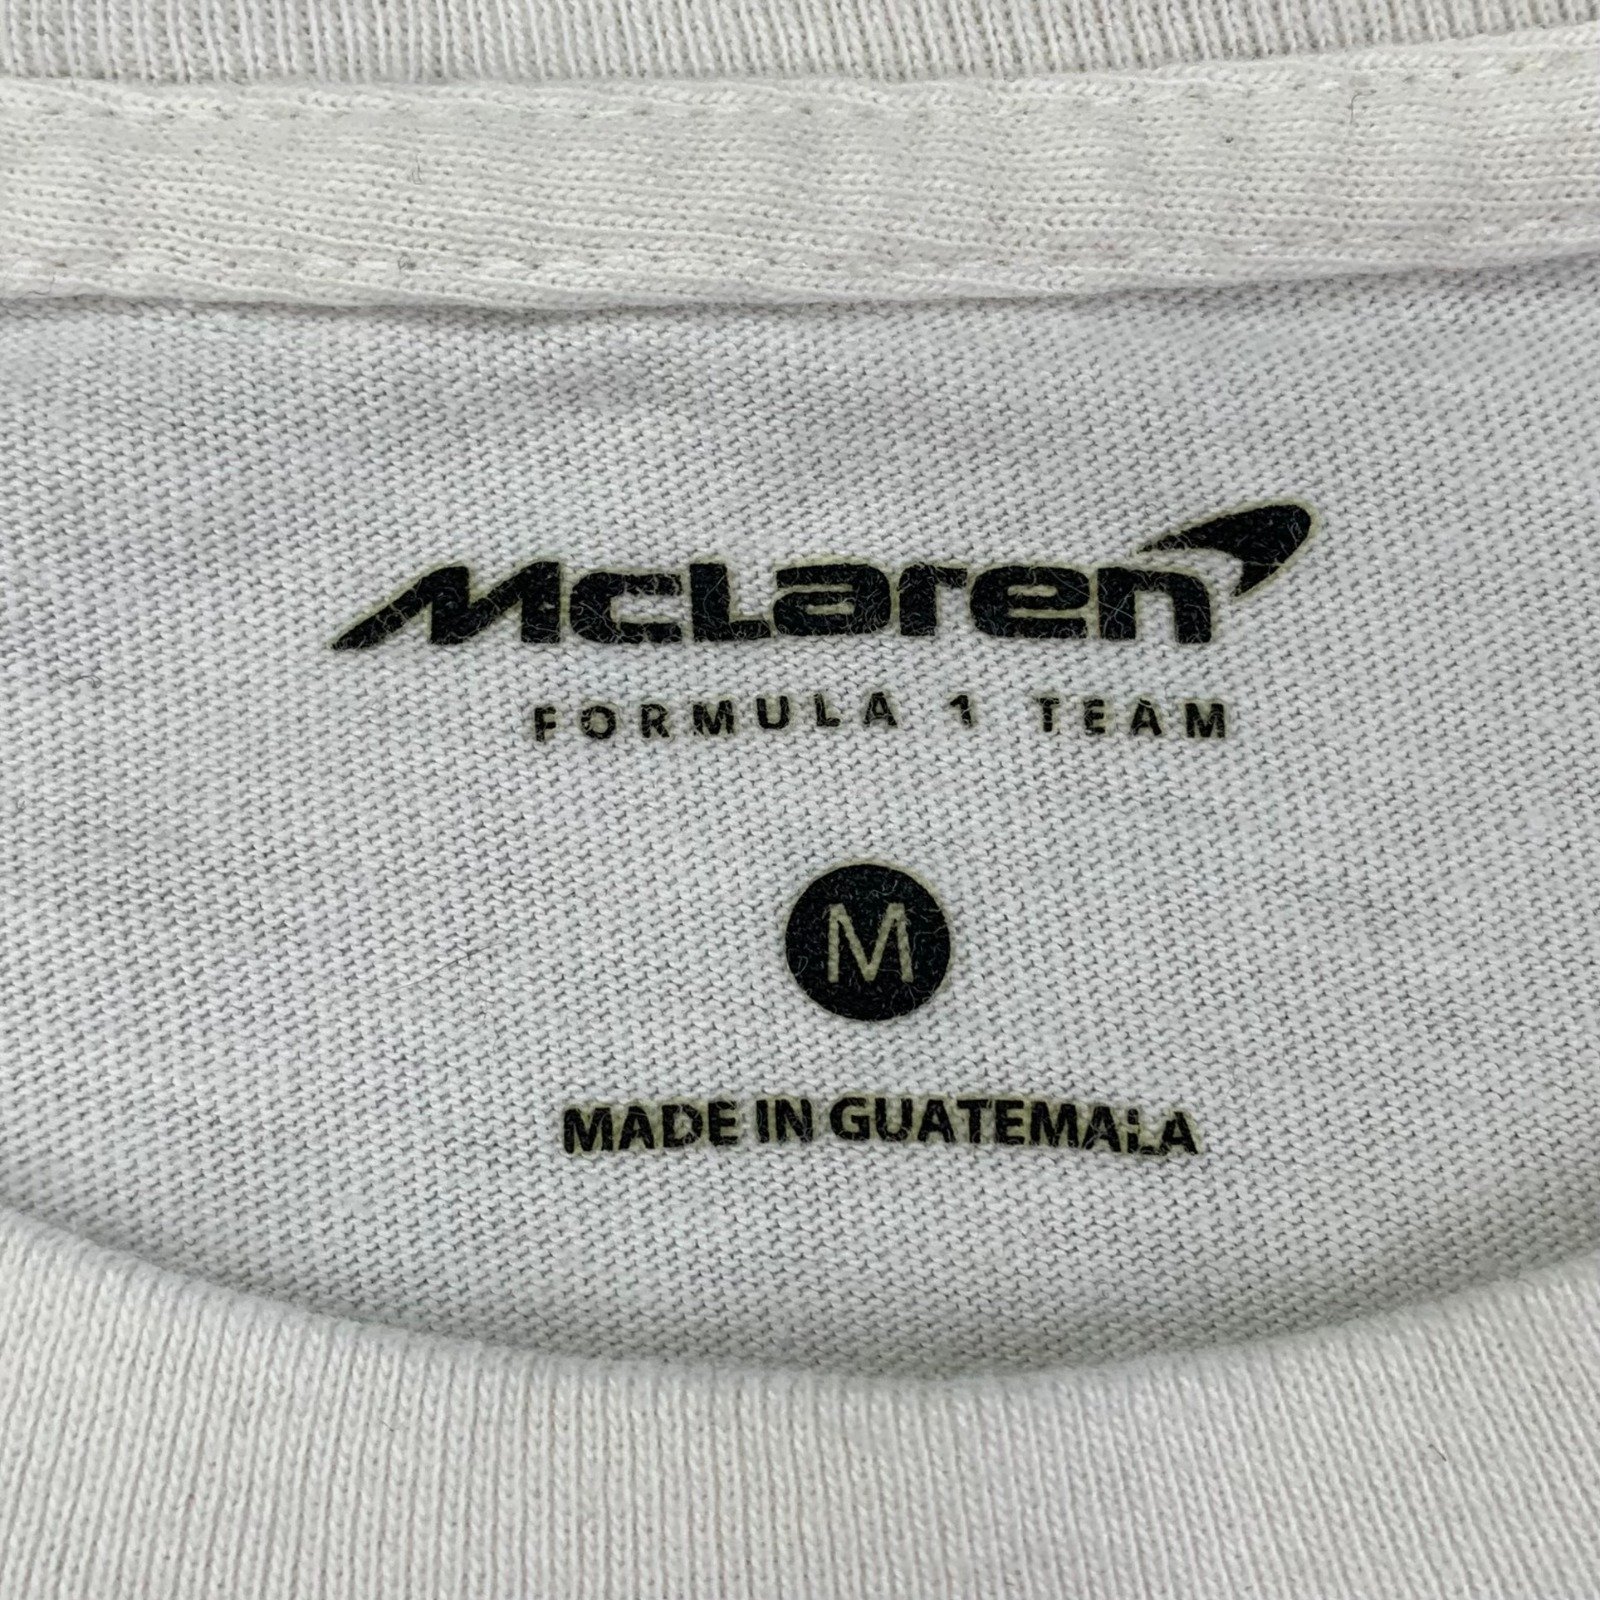 McLaren
FORMULA 1 TEAM
M
MADE IN GUATEMALA